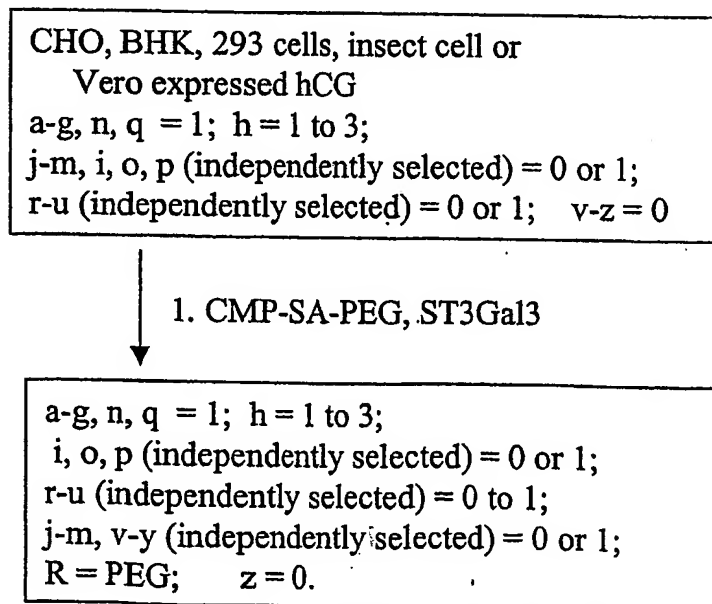 CHO, BHK, 293 cells, insect cell or
Vero expressed hCG
a-g, n, q = 1; h = 1 to 3;
j-m, i, o, p (independently selected) = 0 or 1;
r-u (independently selected) = 0 or 1; v-z = 0
1. CMP-SA-PEG, ST3Gal3
a-g, n, q = 1; h = 1 to 3;
i, o, p (independently selected) = 0 or 1;
r-u (independently selected) = 0 to 1;
j-m, v-y (independently selected) = 0 or 1;
R = PEG; z = 0.